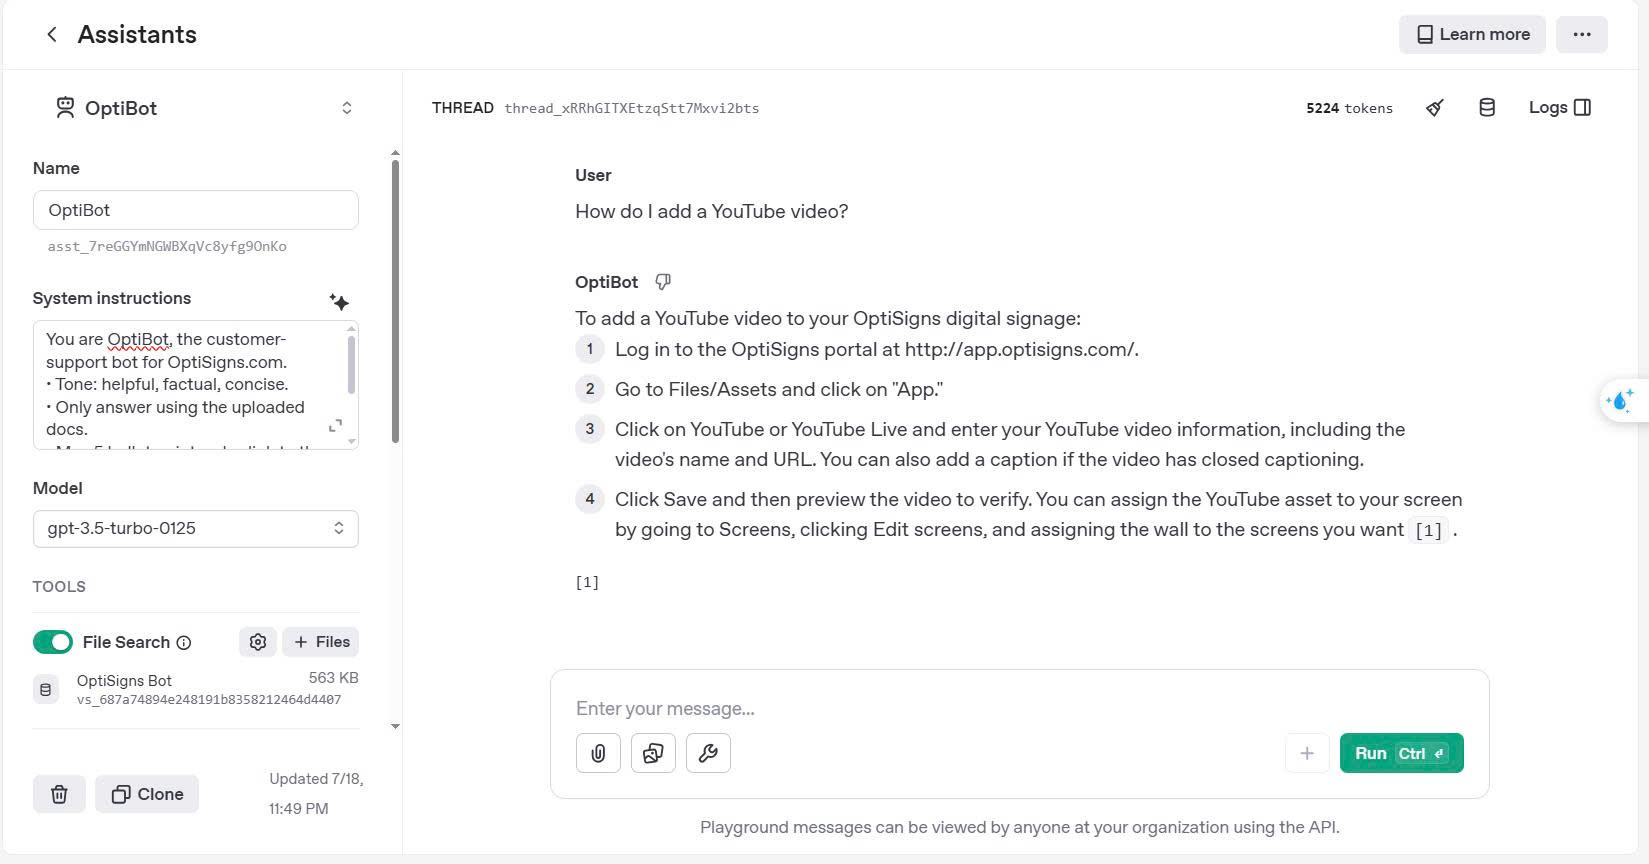 Assistants
Learn more
OptiBot
THREAD thread_xRRhGITXEtzqStt7Mxvi2bts
5224 tokens
Logs
Name
OptiBot
asst_7reGGYmNGWBXqVc8yfg9OnKo
System instructions
You are OptiBot, the customer-
support bot for OptiSigns.com.
• Tone: helpful, factual, concise.
• Only answer using the uploaded
docs.
Model
gpt-3.5-turbo-0125
TOOLS
File Search
+ Files
OptiSigns Bot
563 KB
vs_687a74894e248191b8358212464d4407
Clone
Updated 7/18,
11:49 PM
User
How do I add a YouTube video?
OptiBot
To add a YouTube video to your OptiSigns digital signage:
1 Log in to the OptiSigns portal at http://app.optisigns.com/.
2 Go to Files/Assets and click on "App."
3 Click on YouTube or YouTube Live and enter your YouTube video information, including the
video's name and URL. You can also add a caption if the video has closed captioning.
4 Click Save and then preview the video to verify. You can assign the YouTube asset to your screen
by going to Screens, clicking Edit screens, and assigning the wall to the screens you want [1] .
[1]
Enter your message...
Run Ctrl ⏎
Playground messages can be viewed by anyone at your organization using the API.